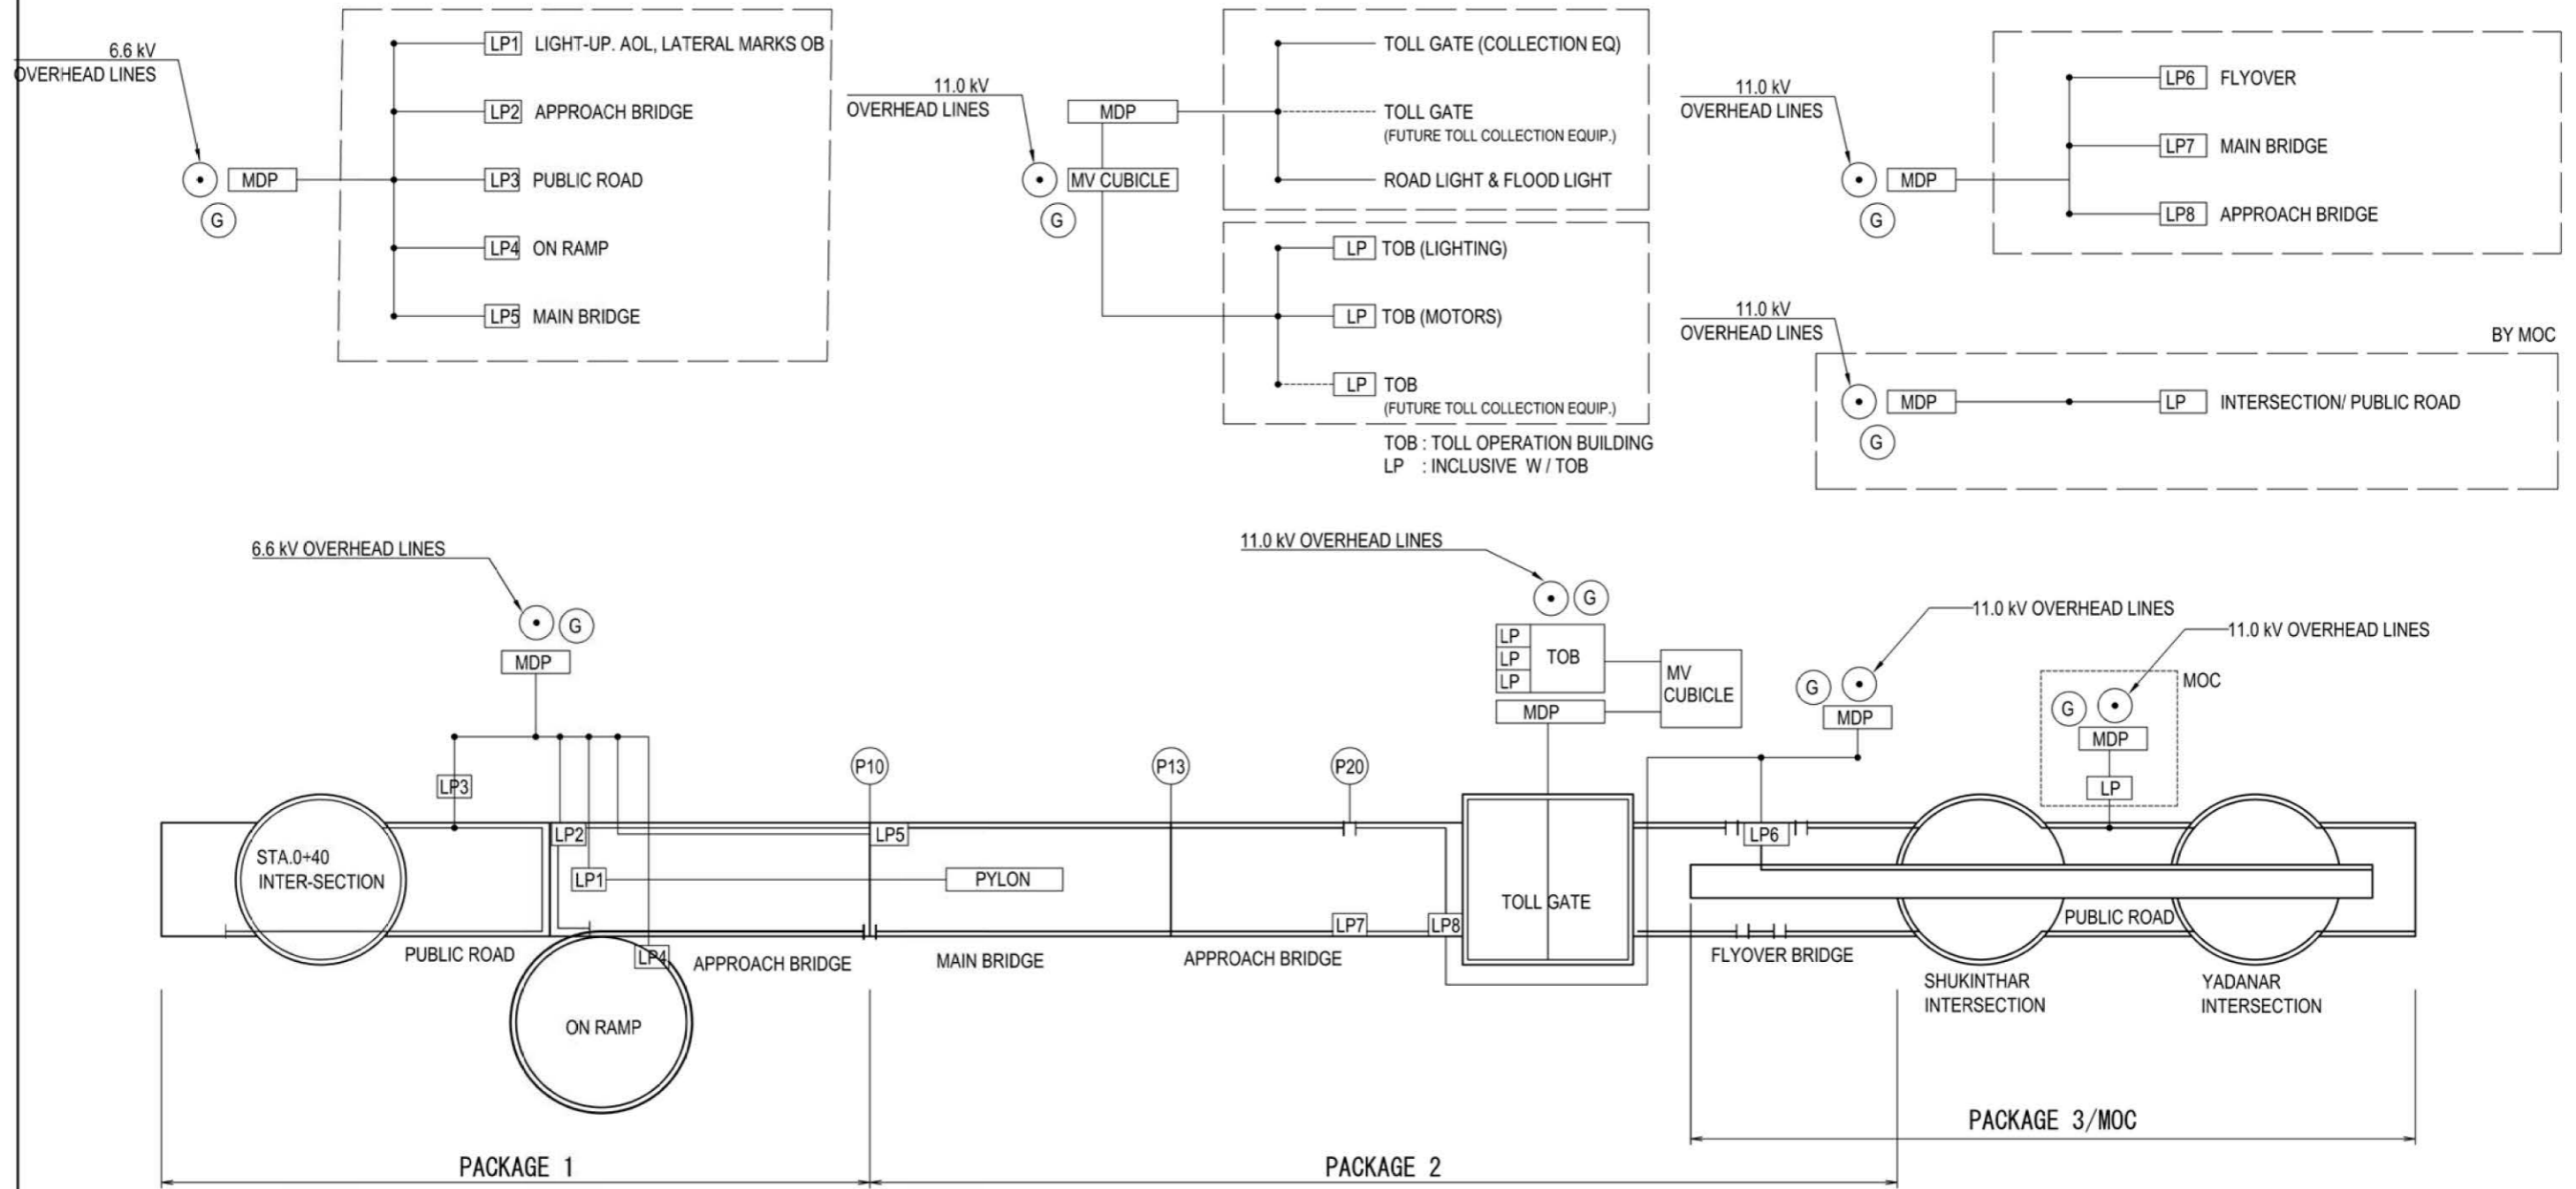 6.6 kV
OVERHEAD LINES
MDP
G
LP1 LIGHT-UP. AOL, LATERAL MARKS OB
LP2 APPROACH BRIDGE
LP3 PUBLIC ROAD
LP4 ON RAMP
LP5 MAIN BRIDGE
11.0 kV
OVERHEAD LINES
MDP
MV CUBICLE
G
TOLL GATE (COLLECTION EQ)
TOLL GATE
(FUTURE TOLL COLLECTION EQUIP.)
ROAD LIGHT & FLOOD LIGHT
LP TOB (LIGHTING)
LP TOB (MOTORS)
LP TOB
(FUTURE TOLL COLLECTION EQUIP.)
TOB : TOLL OPERATION BUILDING
LP : INCLUSIVE W / TOB
11.0 kV
OVERHEAD LINES
MDP
G
LP6 FLYOVER
LP7 MAIN BRIDGE
LP8 APPROACH BRIDGE
11.0 kV
OVERHEAD LINES
BY MOC
MDP
LP INTERSECTION/ PUBLIC ROAD
G
6.6 kV OVERHEAD LINES
G
MDP
LP3
LP2
LP1
LP4
LP5
P10
P13
P20
PYLON
STA.0+40
INTER-SECTION
PUBLIC ROAD
ON RAMP
APPROACH BRIDGE
MAIN BRIDGE
APPROACH BRIDGE
LP7
LP8
11.0 kV OVERHEAD LINES
G
LP
LP
LP
TOB
MDP
MV
CUBICLE
TOLL GATE
11.0 kV OVERHEAD LINES
G
MDP
LP6
FLYOVER BRIDGE
11.0 kV OVERHEAD LINES
MOC
G
MDP
LP
PUBLIC ROAD
SHUKINTHAR
INTERSECTION
YADANAR
INTERSECTION
PACKAGE 1
PACKAGE 2
PACKAGE 3/MOC